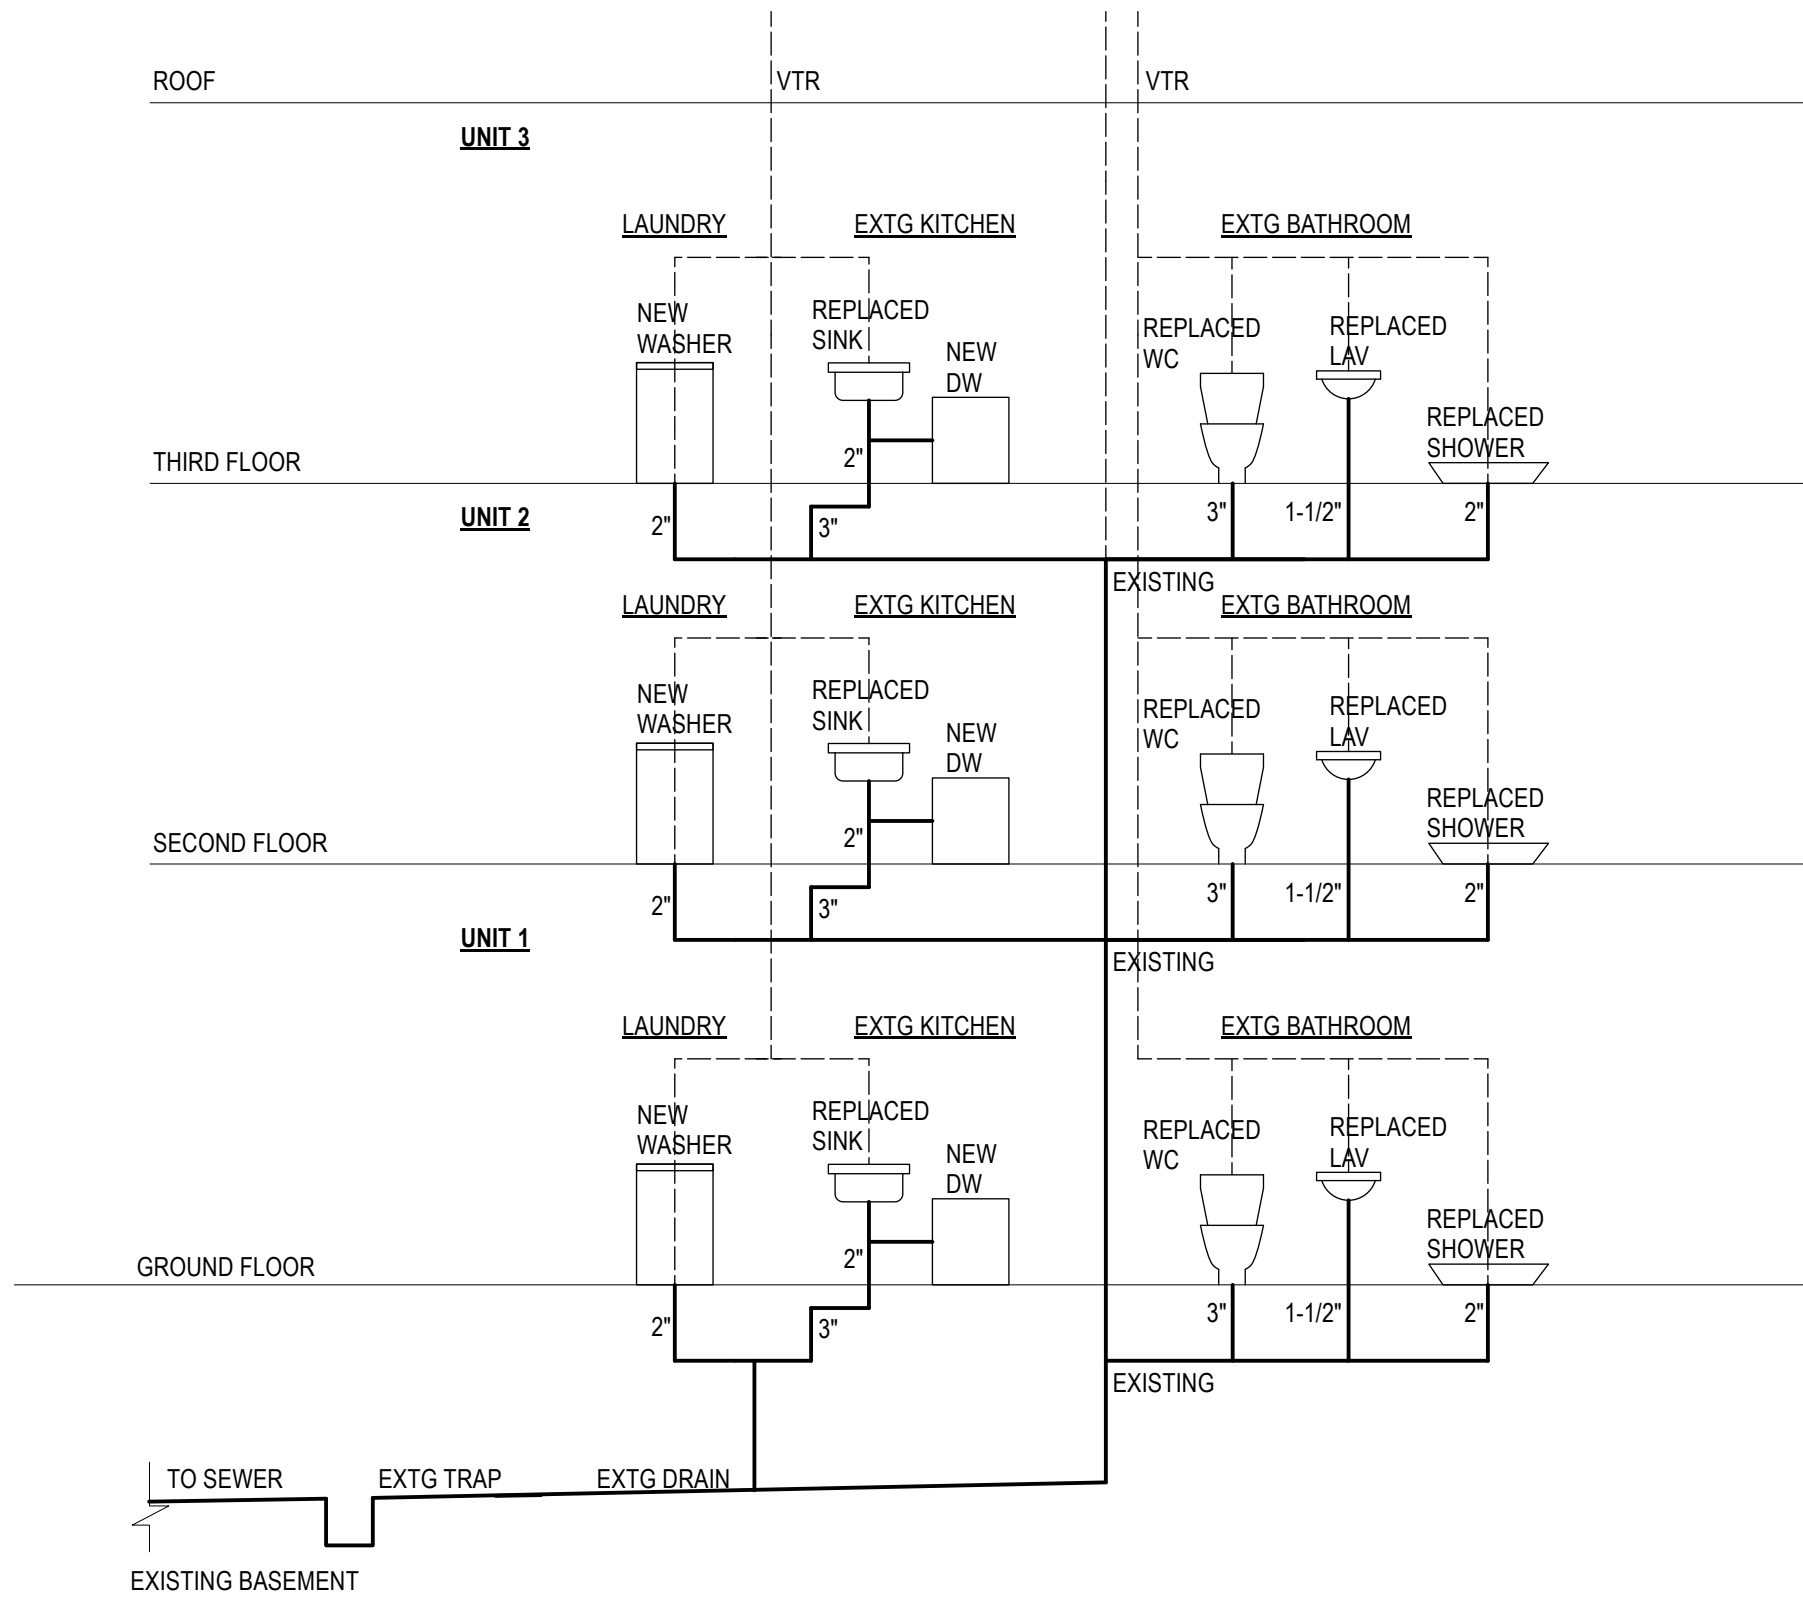 ROOF
VTR
VTR
UNIT 3
LAUNDRY
EXTG KITCHEN
EXTG BATHROOM
NEW
WASHER
REPLACED
SINK
NEW
DW
REPLACED
WC
REPLACED
LAV
REPLACED
SHOWER
THIRD FLOOR
2"
UNIT 2
2"
3"
3"
1-1/2"
2"
EXISTING
LAUNDRY
EXTG KITCHEN
EXTG BATHROOM
NEW
WASHER
REPLACED
SINK
NEW
DW
REPLACED
WC
REPLACED
LAV
REPLACED
SHOWER
SECOND FLOOR
2"
2"
3"
3"
1-1/2"
2"
UNIT 1
EXISTING
LAUNDRY
EXTG KITCHEN
EXTG BATHROOM
NEW
WASHER
REPLACED
SINK
NEW
DW
REPLACED
WC
REPLACED
LAV
REPLACED
SHOWER
GROUND FLOOR
2"
2"
3"
3"
1-1/2"
2"
EXISTING
TO SEWER
EXTG TRAP
EXTG DRAIN
EXISTING BASEMENT